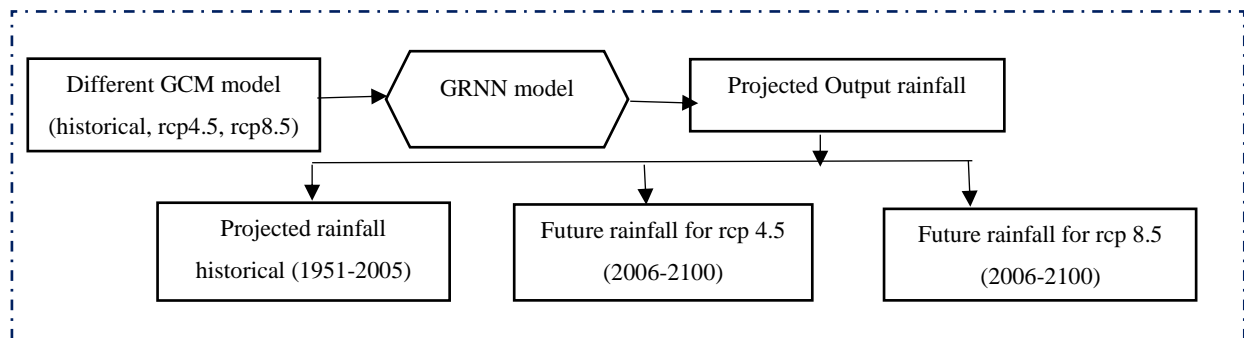 Different GCM model
(historical, rcp4.5, rcp8.5)
GRNN model
Projected Output rainfall
Projected rainfall
historical (1951-2005)
Future rainfall for rcp 4.5
(2006-2100)
Future rainfall for rcp 8.5
(2006-2100)